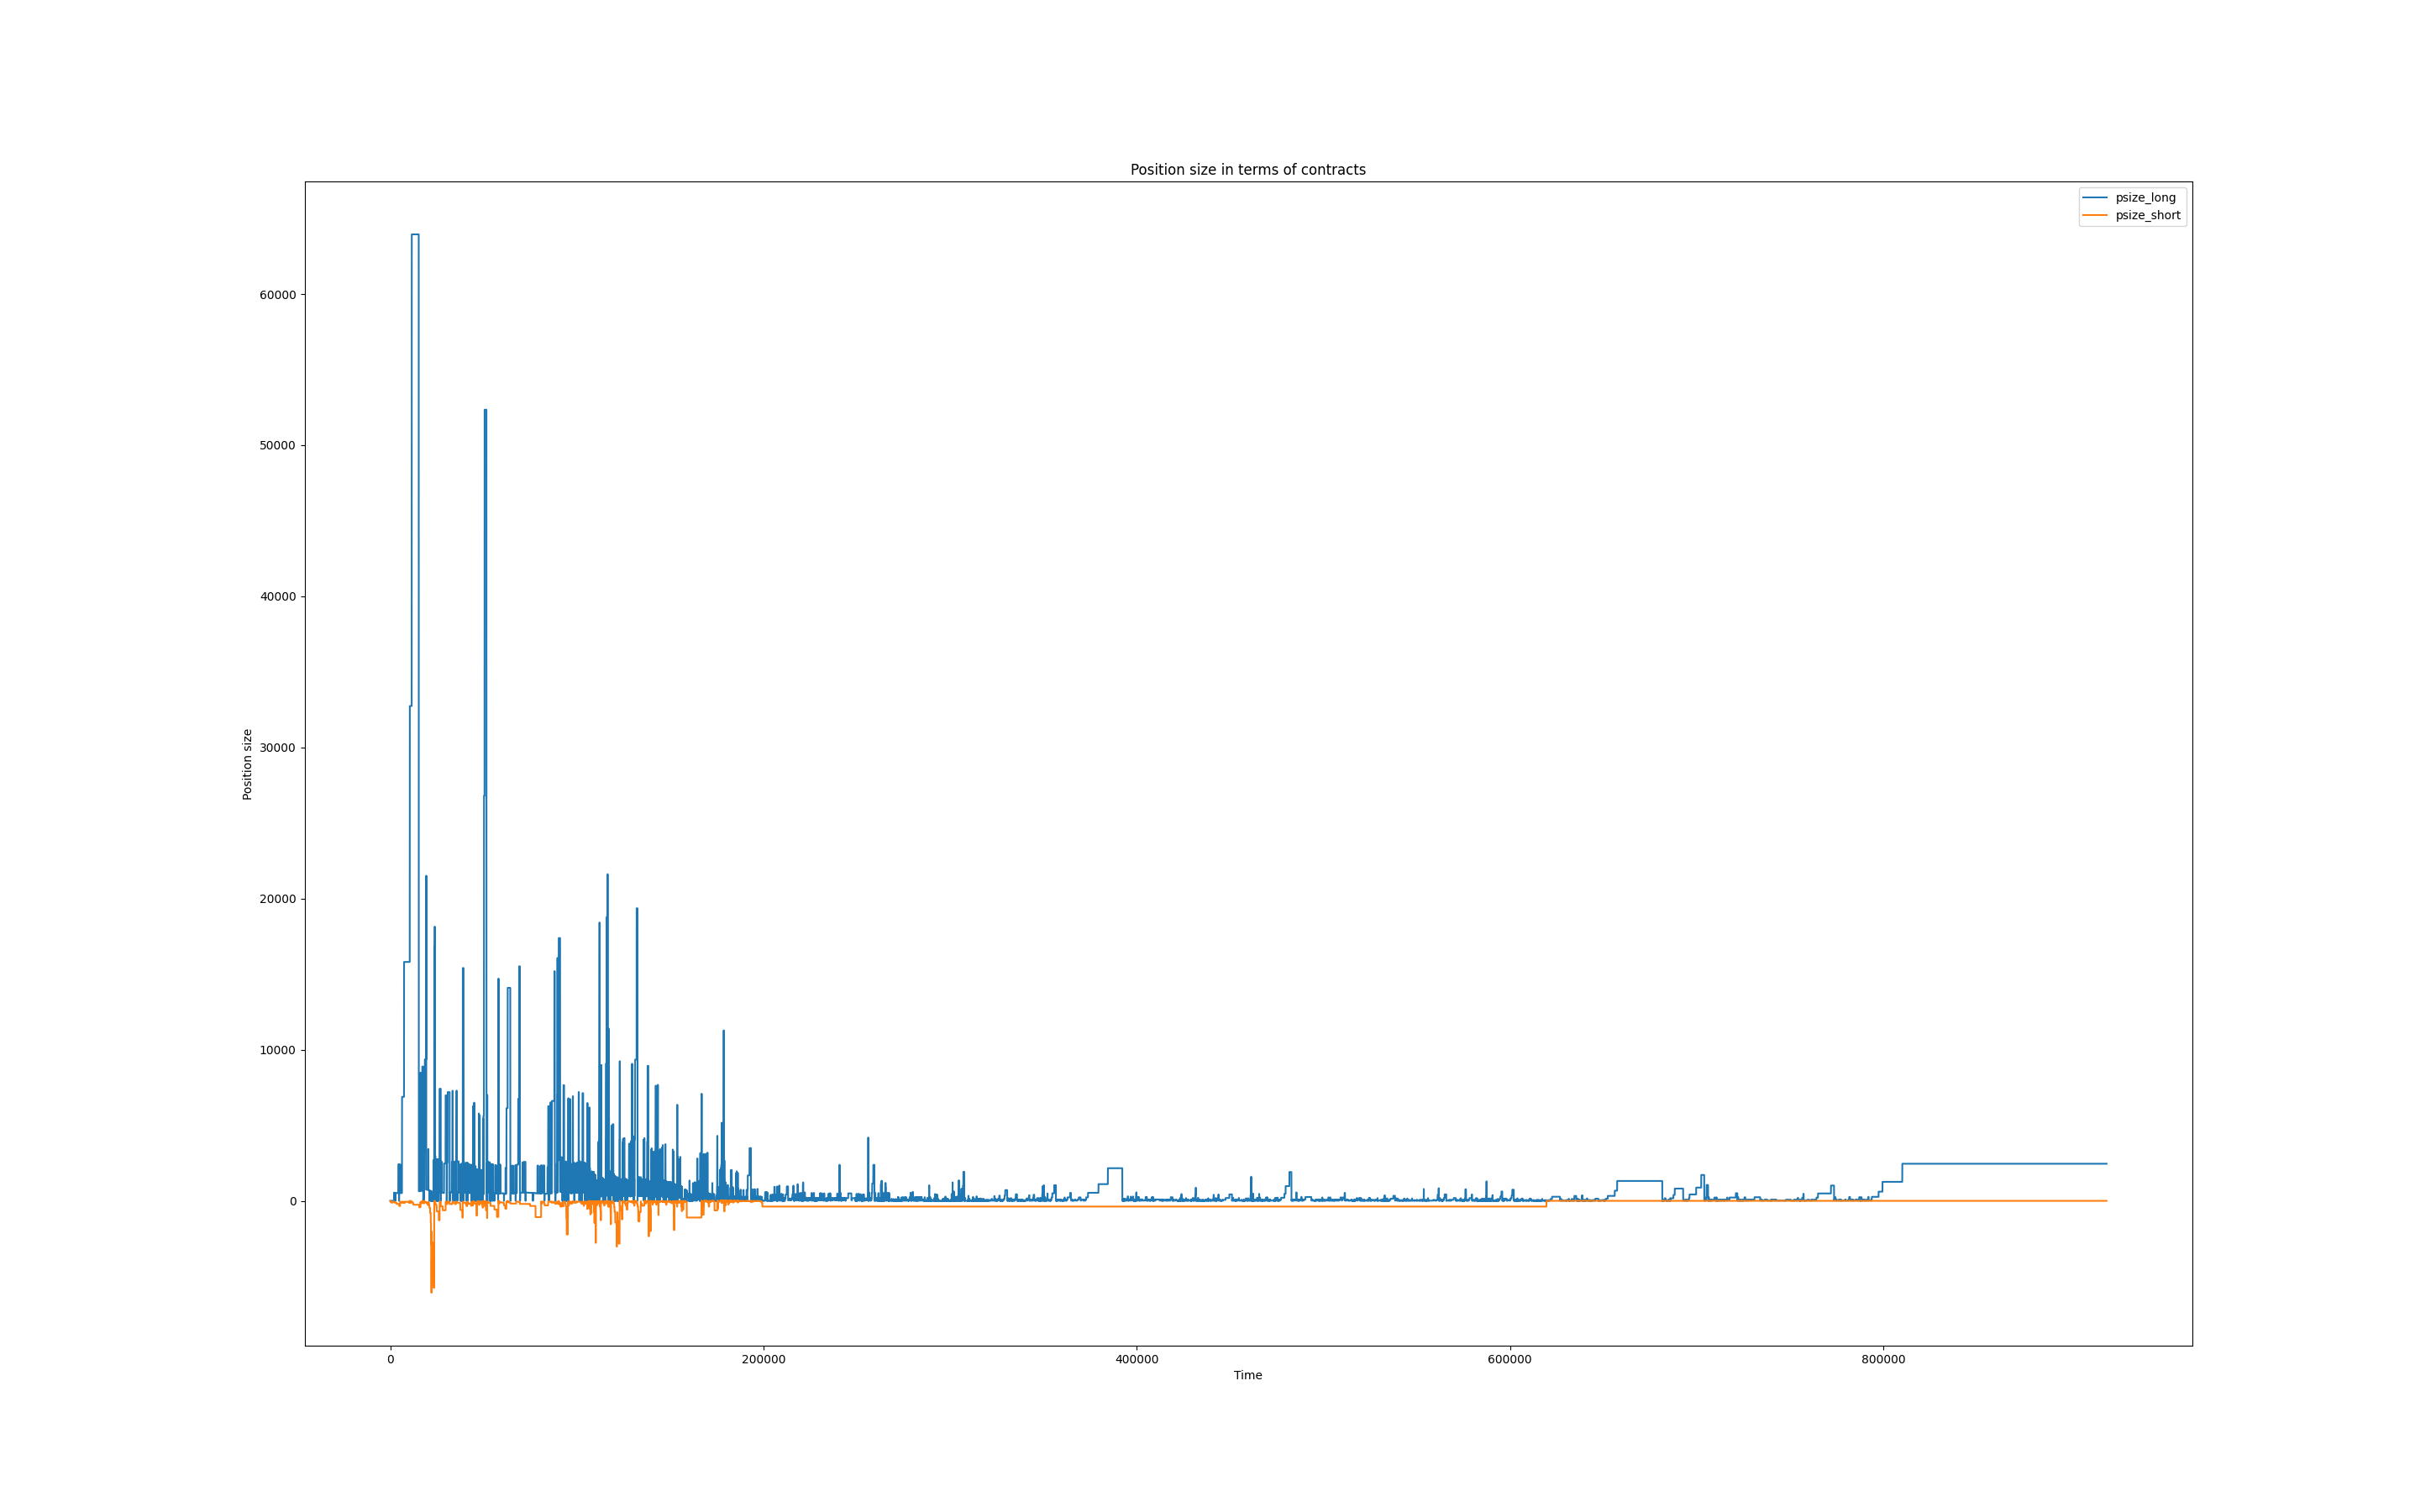 Position size in terms of contracts
psize_long
psize_short
60000
50000
40000
30000
20000
10000
0
Position size
0
200000
400000
600000
800000
Time